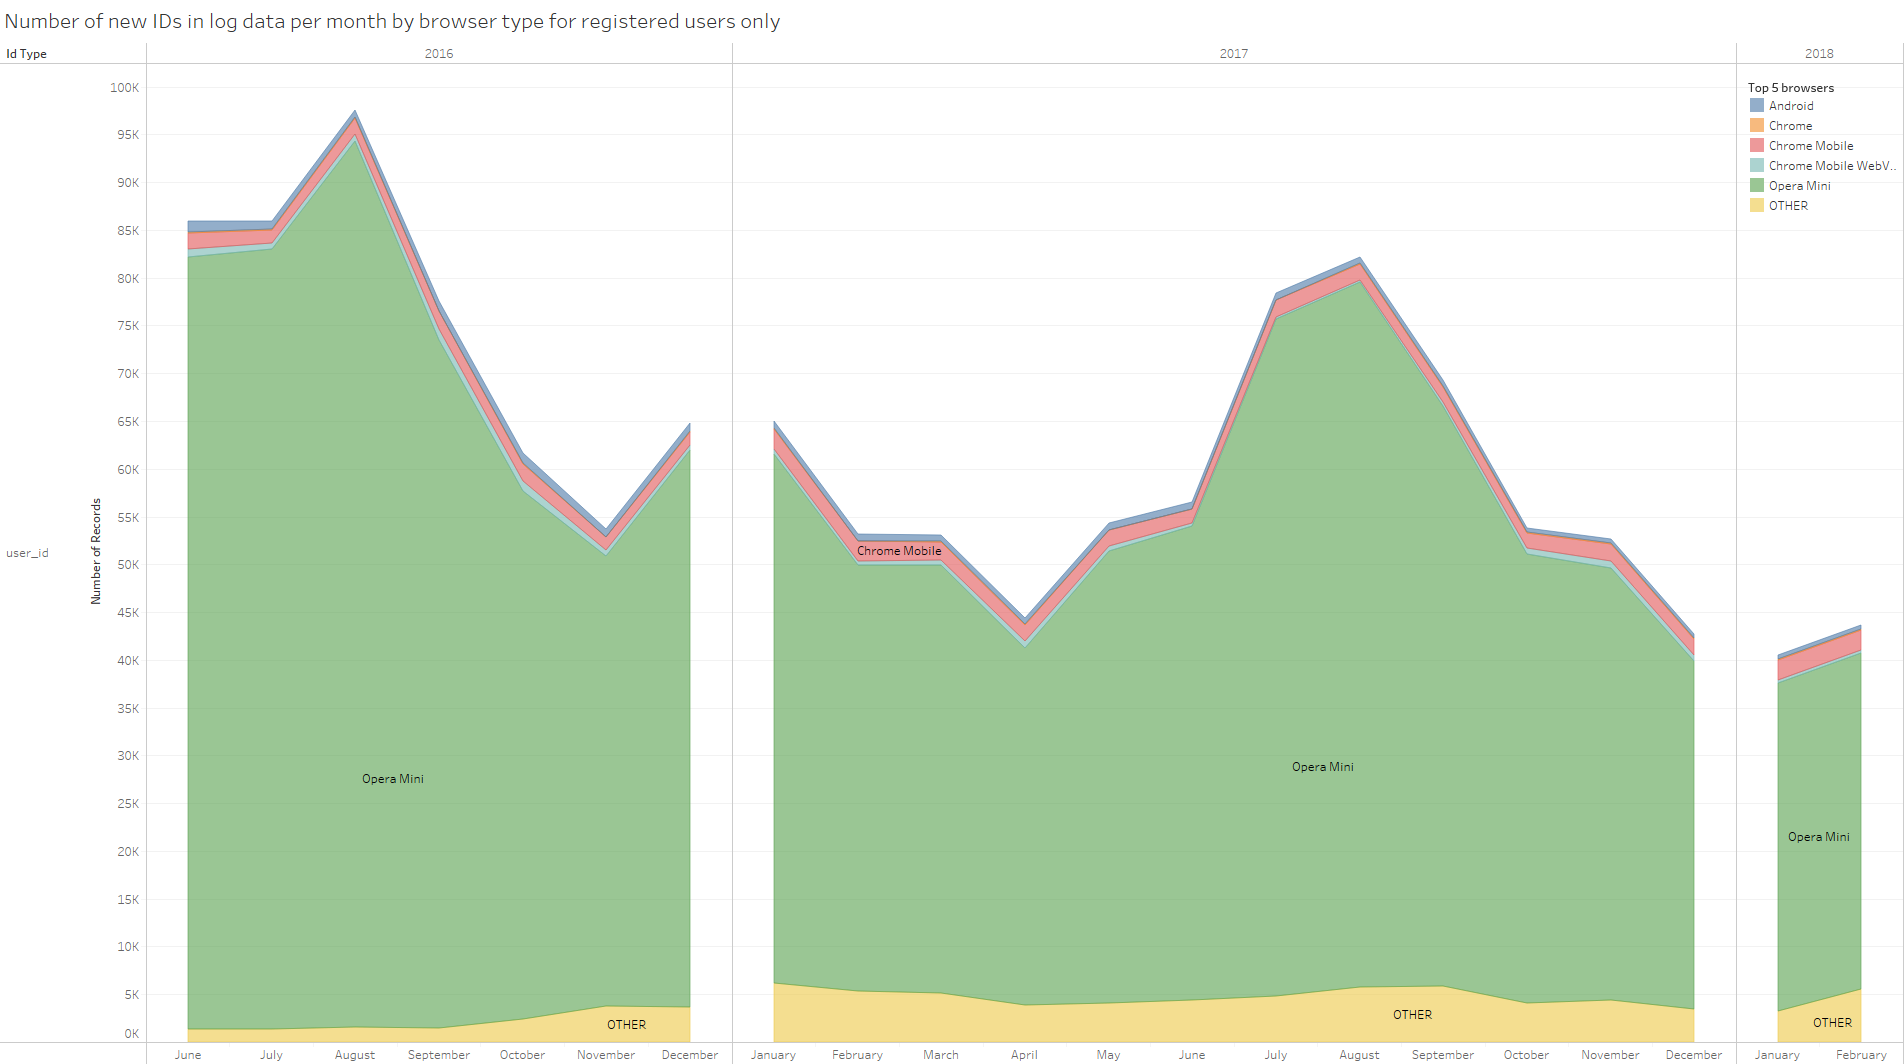 Number of new IDs in log data per month by browser type for registered users only
Id Type
2016
2017
2018
Top 5 browsers
Android
Chrome
Chrome Mobile
Chrome Mobile WebV..
Opera Mini
OTHER
100K
95K
90K
85K
80K
75K
70K
65K
60K
55K
50K
45K
40K
35K
30K
25K
20K
15K
10K
5K
0K
Number of Records
user_id
Chrome Mobile
Opera Mini
Opera Mini
Opera Mini
OTHER
OTHER
OTHER
June July August September October November December January February March April May June July August September October November December January February